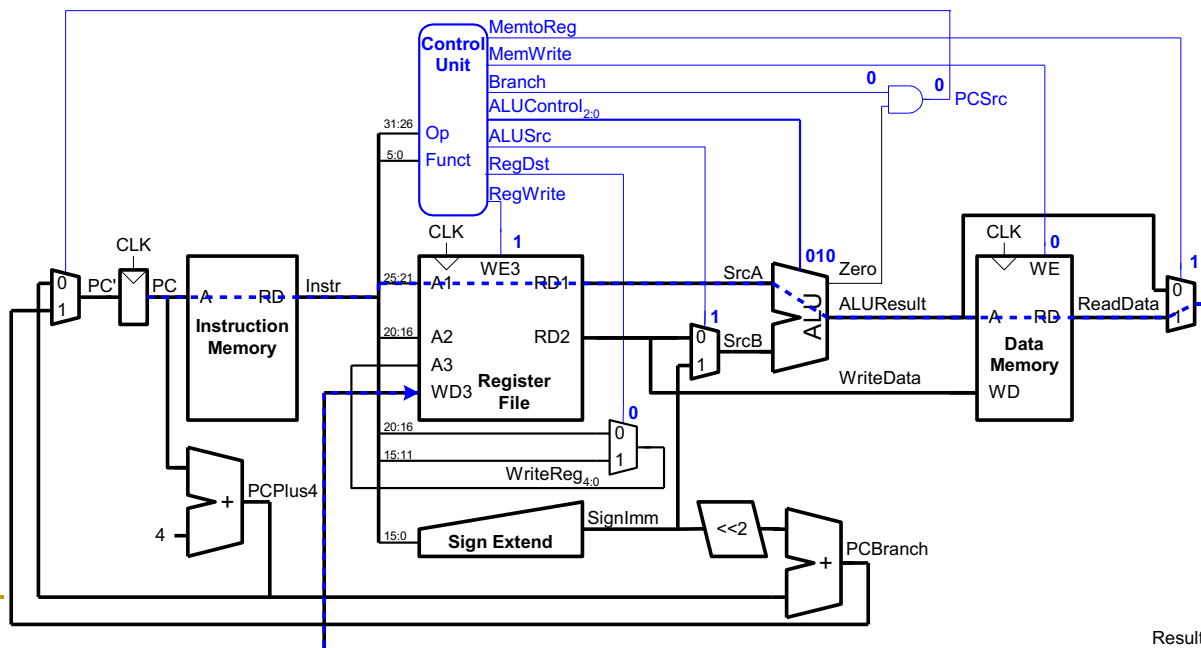 MemtoReg
Control
Unit
MemWrite
Branch
0
0
PCSrc
ALUControl2:0
31:26
Op
ALUSrc
5:0
Funct
RegDst
RegWrite
CLK
CLK
CLK
1
0
1
WE3
WE
010
Zero
0
1
PC'
PC
A
RD
Instr
25:21
A1
RD1
SrcA
ALU
ALUResult
A
RD
ReadData
0
1
Instruction
Memory
20:16
A2
RD2
1
0
1
SrcB
Data
Memory
A3
WD3
Register
File
WriteData
WD
0
20:16
0
15:11
1
WriteReg4:0
PCPlus4
+
4
SignImm
15:0
Sign Extend
<<2
+
PCBranch
Result